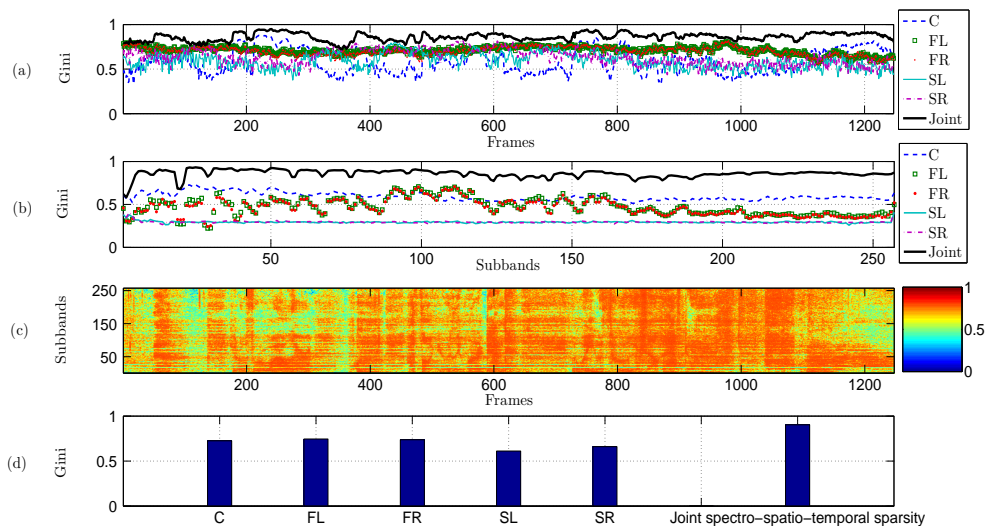 (a)
Gini
1
0.5
0
200 400 600 800 1000 1200
Frames
C
FL
FR
SL
SR
Joint
(b)
Gini
1
0.5
0
50 100 150 200 250
Subbands
C
FL
FR
SL
SR
Joint
(c)
Subbands
250
150
50
200 400 600 800 1000 1200
Frames
1
0.5
0
(d)
Gini
1
0.5
0
C FL FR SL SR Joint spectro-spatio-temporal sparsity